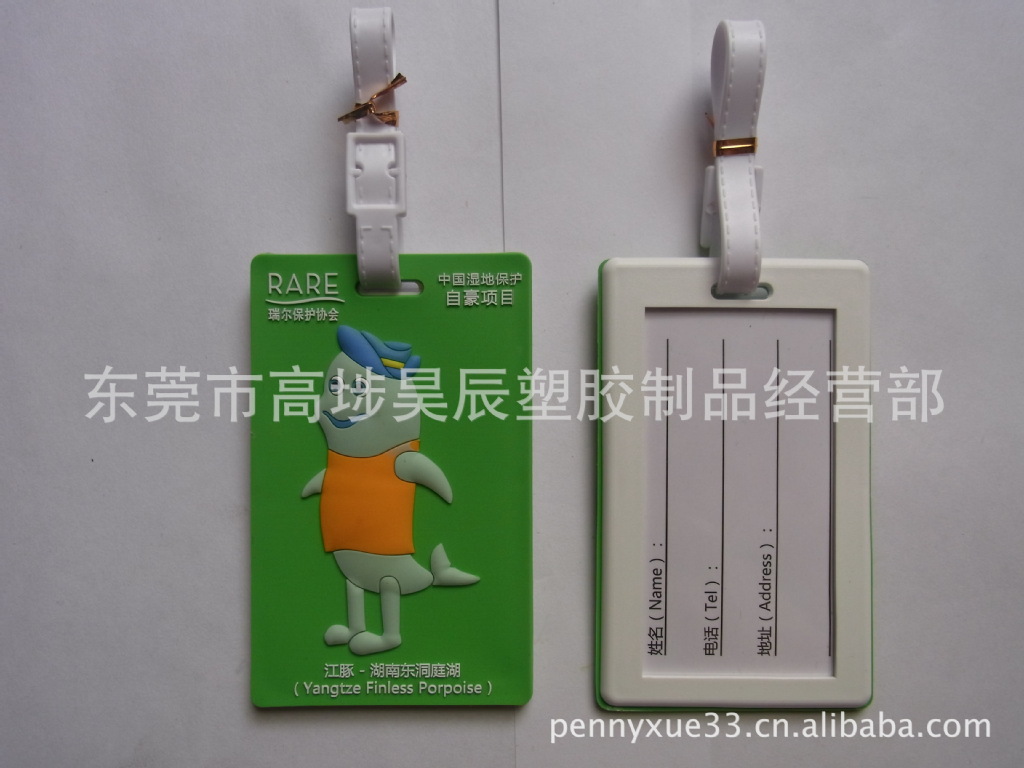 RARE
瑞尔保护协会
中国湿地保护
自豪项目
东莞市高埗昊辰塑胶制品经营部
江豚 - 湖南东洞庭湖
（Yangtze Finless Porpoise）
姓名（Name）：
电话（Tel）：
地址（Address）：
pennyxue33.cn.alibaba.com